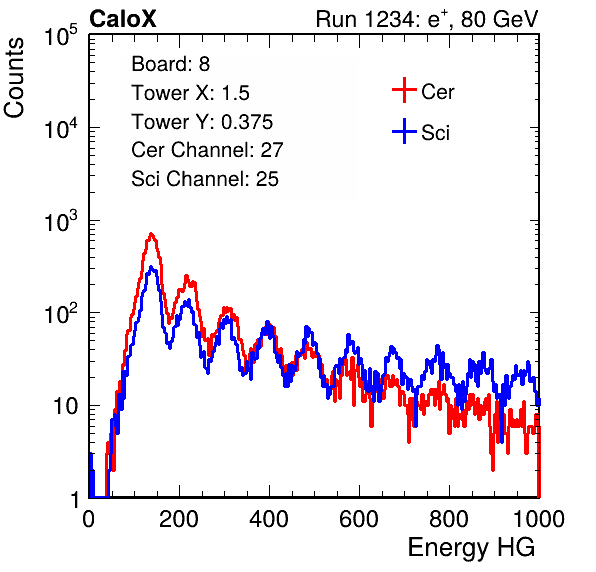 CaloX Run 1234: e⁺, 80 GeV
Board: 8
Tower X: 1.5
Tower Y: 0.375
Cer Channel: 27
Sci Channel: 25
Cer
Sci
Counts
10⁵
10⁴
10³
10²
10
1
0 200 400 600 800 1000
Energy HG